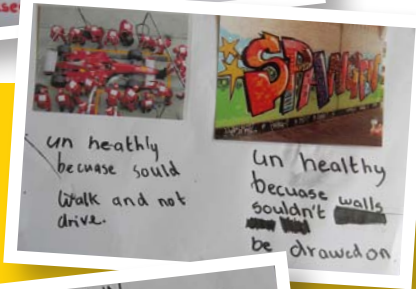 un heathly
becuase sould
walk and not
drive.
un healthy
becuase walls
souldn't
be drawed on